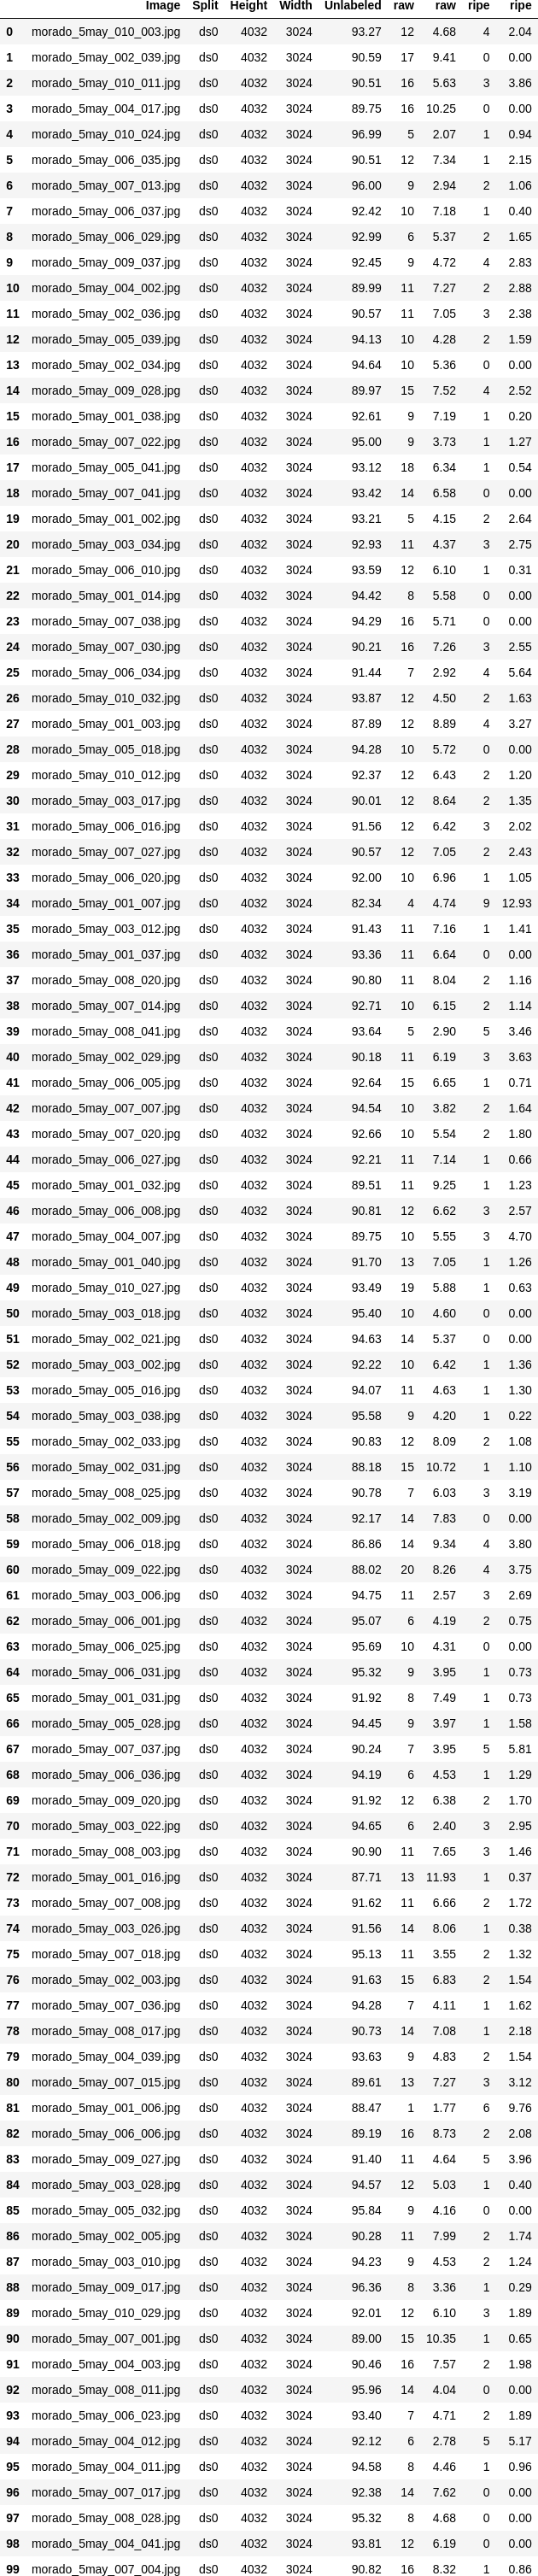 Image Split Height Width Unlabeled raw raw ripe ripe
0 morado_5may_010_003.jpg ds0 4032 3024 93.27 12 4.68 4 2.04
1 morado_5may_002_039.jpg ds0 4032 3024 90.59 17 9.41 0 0.00
2 morado_5may_010_011.jpg ds0 4032 3024 90.51 16 5.63 3 3.86
3 morado_5may_004_017.jpg ds0 4032 3024 89.75 16 10.25 0 0.00
4 morado_5may_010_024.jpg ds0 4032 3024 96.99 5 2.07 1 0.94
5 morado_5may_006_035.jpg ds0 4032 3024 90.51 12 7.34 1 2.15
6 morado_5may_007_013.jpg ds0 4032 3024 96.00 9 2.94 2 1.06
7 morado_5may_006_037.jpg ds0 4032 3024 92.42 10 7.18 1 0.40
8 morado_5may_006_029.jpg ds0 4032 3024 92.99 6 5.37 2 1.65
9 morado_5may_009_037.jpg ds0 4032 3024 92.45 9 4.72 4 2.83
10 morado_5may_004_002.jpg ds0 4032 3024 89.99 11 7.27 2 2.88
11 morado_5may_002_036.jpg ds0 4032 3024 90.57 11 7.05 3 2.38
12 morado_5may_005_039.jpg ds0 4032 3024 94.13 10 4.28 2 1.59
13 morado_5may_002_034.jpg ds0 4032 3024 94.64 10 5.36 0 0.00
14 morado_5may_009_028.jpg ds0 4032 3024 89.97 15 7.52 4 2.52
15 morado_5may_001_038.jpg ds0 4032 3024 92.61 9 7.19 1 0.20
16 morado_5may_007_022.jpg ds0 4032 3024 95.00 9 3.73 1 1.27
17 morado_5may_005_041.jpg ds0 4032 3024 93.12 18 6.34 1 0.54
18 morado_5may_007_041.jpg ds0 4032 3024 93.42 14 6.58 0 0.00
19 morado_5may_001_002.jpg ds0 4032 3024 93.21 5 4.15 2 2.64
20 morado_5may_003_034.jpg ds0 4032 3024 92.93 11 4.37 3 2.75
21 morado_5may_006_010.jpg ds0 4032 3024 93.59 12 6.10 1 0.31
22 morado_5may_001_014.jpg ds0 4032 3024 94.42 8 5.58 0 0.00
23 morado_5may_007_038.jpg ds0 4032 3024 94.29 16 5.71 0 0.00
24 morado_5may_007_030.jpg ds0 4032 3024 90.21 16 7.26 3 2.55
25 morado_5may_006_034.jpg ds0 4032 3024 91.44 7 2.92 4 5.64
26 morado_5may_010_032.jpg ds0 4032 3024 93.87 12 4.50 2 1.63
27 morado_5may_001_003.jpg ds0 4032 3024 87.89 12 8.89 4 3.27
28 morado_5may_005_018.jpg ds0 4032 3024 94.28 10 5.72 0 0.00
29 morado_5may_010_012.jpg ds0 4032 3024 92.37 12 6.43 2 1.20
30 morado_5may_003_017.jpg ds0 4032 3024 90.01 12 8.64 2 1.35
31 morado_5may_006_016.jpg ds0 4032 3024 91.56 12 6.42 3 2.02
32 morado_5may_007_027.jpg ds0 4032 3024 90.57 12 7.05 2 2.43
33 morado_5may_006_020.jpg ds0 4032 3024 92.00 10 6.96 1 1.05
34 morado_5may_001_007.jpg ds0 4032 3024 82.34 4 4.74 9 12.93
35 morado_5may_003_012.jpg ds0 4032 3024 91.43 11 7.16 1 1.41
36 morado_5may_001_037.jpg ds0 4032 3024 93.36 11 6.64 0 0.00
37 morado_5may_008_020.jpg ds0 4032 3024 90.80 11 8.04 2 1.16
38 morado_5may_007_014.jpg ds0 4032 3024 92.71 10 6.15 2 1.14
39 morado_5may_008_041.jpg ds0 4032 3024 93.64 5 2.90 5 3.46
40 morado_5may_002_029.jpg ds0 4032 3024 90.18 11 6.19 3 3.63
41 morado_5may_006_005.jpg ds0 4032 3024 92.64 15 6.65 1 0.71
42 morado_5may_007_007.jpg ds0 4032 3024 94.54 10 3.82 2 1.64
43 morado_5may_007_020.jpg ds0 4032 3024 92.66 10 5.54 2 1.80
44 morado_5may_006_027.jpg ds0 4032 3024 92.21 11 7.14 1 0.66
45 morado_5may_001_032.jpg ds0 4032 3024 89.51 11 9.25 1 1.23
46 morado_5may_006_008.jpg ds0 4032 3024 90.81 12 6.62 3 2.57
47 morado_5may_004_007.jpg ds0 4032 3024 89.75 10 5.55 3 4.70
48 morado_5may_001_040.jpg ds0 4032 3024 91.70 13 7.05 1 1.26
49 morado_5may_010_027.jpg ds0 4032 3024 93.49 19 5.88 1 0.63
50 morado_5may_003_018.jpg ds0 4032 3024 95.40 10 4.60 0 0.00
51 morado_5may_002_021.jpg ds0 4032 3024 94.63 14 5.37 0 0.00
52 morado_5may_003_002.jpg ds0 4032 3024 92.22 10 6.42 1 1.36
53 morado_5may_005_016.jpg ds0 4032 3024 94.07 11 4.63 1 1.30
54 morado_5may_003_038.jpg ds0 4032 3024 95.58 9 4.20 1 0.22
55 morado_5may_002_033.jpg ds0 4032 3024 90.83 12 8.09 2 1.08
56 morado_5may_002_031.jpg ds0 4032 3024 88.18 15 10.72 1 1.10
57 morado_5may_008_025.jpg ds0 4032 3024 90.78 7 6.03 3 3.19
58 morado_5may_002_009.jpg ds0 4032 3024 92.17 14 7.83 0 0.00
59 morado_5may_006_018.jpg ds0 4032 3024 86.86 14 9.34 4 3.80
60 morado_5may_009_022.jpg ds0 4032 3024 88.02 20 8.26 4 3.75
61 morado_5may_003_006.jpg ds0 4032 3024 94.75 11 2.57 3 2.69
62 morado_5may_006_001.jpg ds0 4032 3024 95.07 6 4.19 2 0.75
63 morado_5may_006_025.jpg ds0 4032 3024 95.69 10 4.31 0 0.00
64 morado_5may_006_031.jpg ds0 4032 3024 95.32 9 3.95 1 0.73
65 morado_5may_001_031.jpg ds0 4032 3024 91.92 8 7.49 1 0.73
66 morado_5may_005_028.jpg ds0 4032 3024 94.45 9 3.97 1 1.58
67 morado_5may_007_037.jpg ds0 4032 3024 90.24 7 3.95 5 5.81
68 morado_5may_006_036.jpg ds0 4032 3024 94.19 6 4.53 1 1.29
69 morado_5may_009_020.jpg ds0 4032 3024 91.92 12 6.38 2 1.70
70 morado_5may_003_022.jpg ds0 4032 3024 94.65 6 2.40 3 2.95
71 morado_5may_008_003.jpg ds0 4032 3024 90.90 11 7.65 3 1.46
72 morado_5may_001_016.jpg ds0 4032 3024 87.71 13 11.93 1 0.37
73 morado_5may_007_008.jpg ds0 4032 3024 91.62 11 6.66 2 1.72
74 morado_5may_003_026.jpg ds0 4032 3024 91.56 14 8.06 1 0.38
75 morado_5may_007_018.jpg ds0 4032 3024 95.13 11 3.55 2 1.32
76 morado_5may_002_003.jpg ds0 4032 3024 91.63 15 6.83 2 1.54
77 morado_5may_007_036.jpg ds0 4032 3024 94.28 7 4.11 1 1.62
78 morado_5may_008_017.jpg ds0 4032 3024 90.73 14 7.08 1 2.18
79 morado_5may_004_039.jpg ds0 4032 3024 93.63 9 4.83 2 1.54
80 morado_5may_007_015.jpg ds0 4032 3024 89.61 13 7.27 3 3.12
81 morado_5may_001_006.jpg ds0 4032 3024 88.47 1 1.77 6 9.76
82 morado_5may_006_006.jpg ds0 4032 3024 89.19 16 8.73 2 2.08
83 morado_5may_009_027.jpg ds0 4032 3024 91.40 11 4.64 5 3.96
84 morado_5may_003_028.jpg ds0 4032 3024 94.57 12 5.03 1 0.40
85 morado_5may_005_032.jpg ds0 4032 3024 95.84 9 4.16 0 0.00
86 morado_5may_002_005.jpg ds0 4032 3024 90.28 11 7.99 2 1.74
87 morado_5may_003_010.jpg ds0 4032 3024 94.23 9 4.53 2 1.24
88 morado_5may_009_017.jpg ds0 4032 3024 96.36 8 3.36 1 0.29
89 morado_5may_010_029.jpg ds0 4032 3024 92.01 12 6.10 3 1.89
90 morado_5may_007_001.jpg ds0 4032 3024 89.00 15 10.35 1 0.65
91 morado_5may_004_003.jpg ds0 4032 3024 90.46 16 7.57 2 1.98
92 morado_5may_008_011.jpg ds0 4032 3024 95.96 14 4.04 0 0.00
93 morado_5may_006_023.jpg ds0 4032 3024 93.40 7 4.71 2 1.89
94 morado_5may_004_012.jpg ds0 4032 3024 92.12 6 2.78 5 5.17
95 morado_5may_004_011.jpg ds0 4032 3024 94.58 8 4.46 1 0.96
96 morado_5may_007_017.jpg ds0 4032 3024 92.38 14 7.62 0 0.00
97 morado_5may_008_028.jpg ds0 4032 3024 95.32 8 4.68 0 0.00
98 morado_5may_004_041.jpg ds0 4032 3024 93.81 12 6.19 0 0.00
99 morado_5may_007_004.jpg ds0 4032 3024 90.82 16 8.32 1 0.86